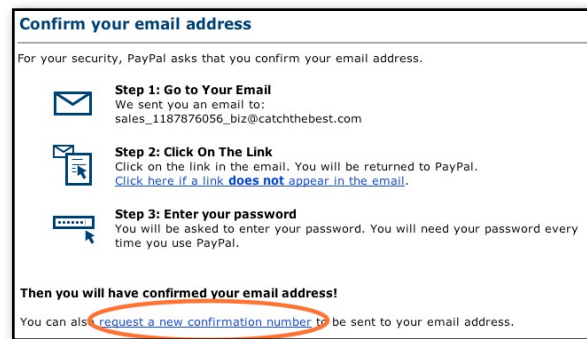 Confirm your email address
For your security, PayPal asks that you confirm your email address.
Step 1: Go to Your Email
We sent you an email to:
sales_1187876056_biz@catchthebest.com
Step 2: Click On The Link
Click on the link in the email. You will be returned to PayPal.
Click here if a link does not appear in the email.
Step 3: Enter your password
You will be asked to enter your password. You will need your password every
time you use PayPal.
Then you will have confirmed your email address!
You can also request a new confirmation number to be sent to your email address.